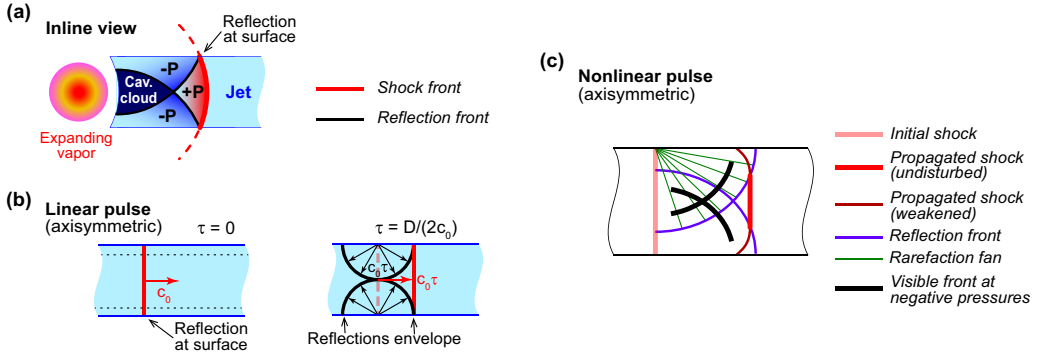 (a)
Inline view
Reflection
at surface
-P
Cav.
cloud
+P
-P
Jet
Expanding
vapor
Shock front
Reflection front
(b)
Linear pulse
(axisymmetric)
τ = 0
c₀
Reflection
at surface
τ = D/(2c₀)
c₀τ
c₀τ
Reflections envelope
(c)
Nonlinear pulse
(axisymmetric)
Initial shock
Propagated shock
(undisturbed)
Propagated shock
(weakened)
Reflection front
Rarefaction fan
Visible front at
negative pressures